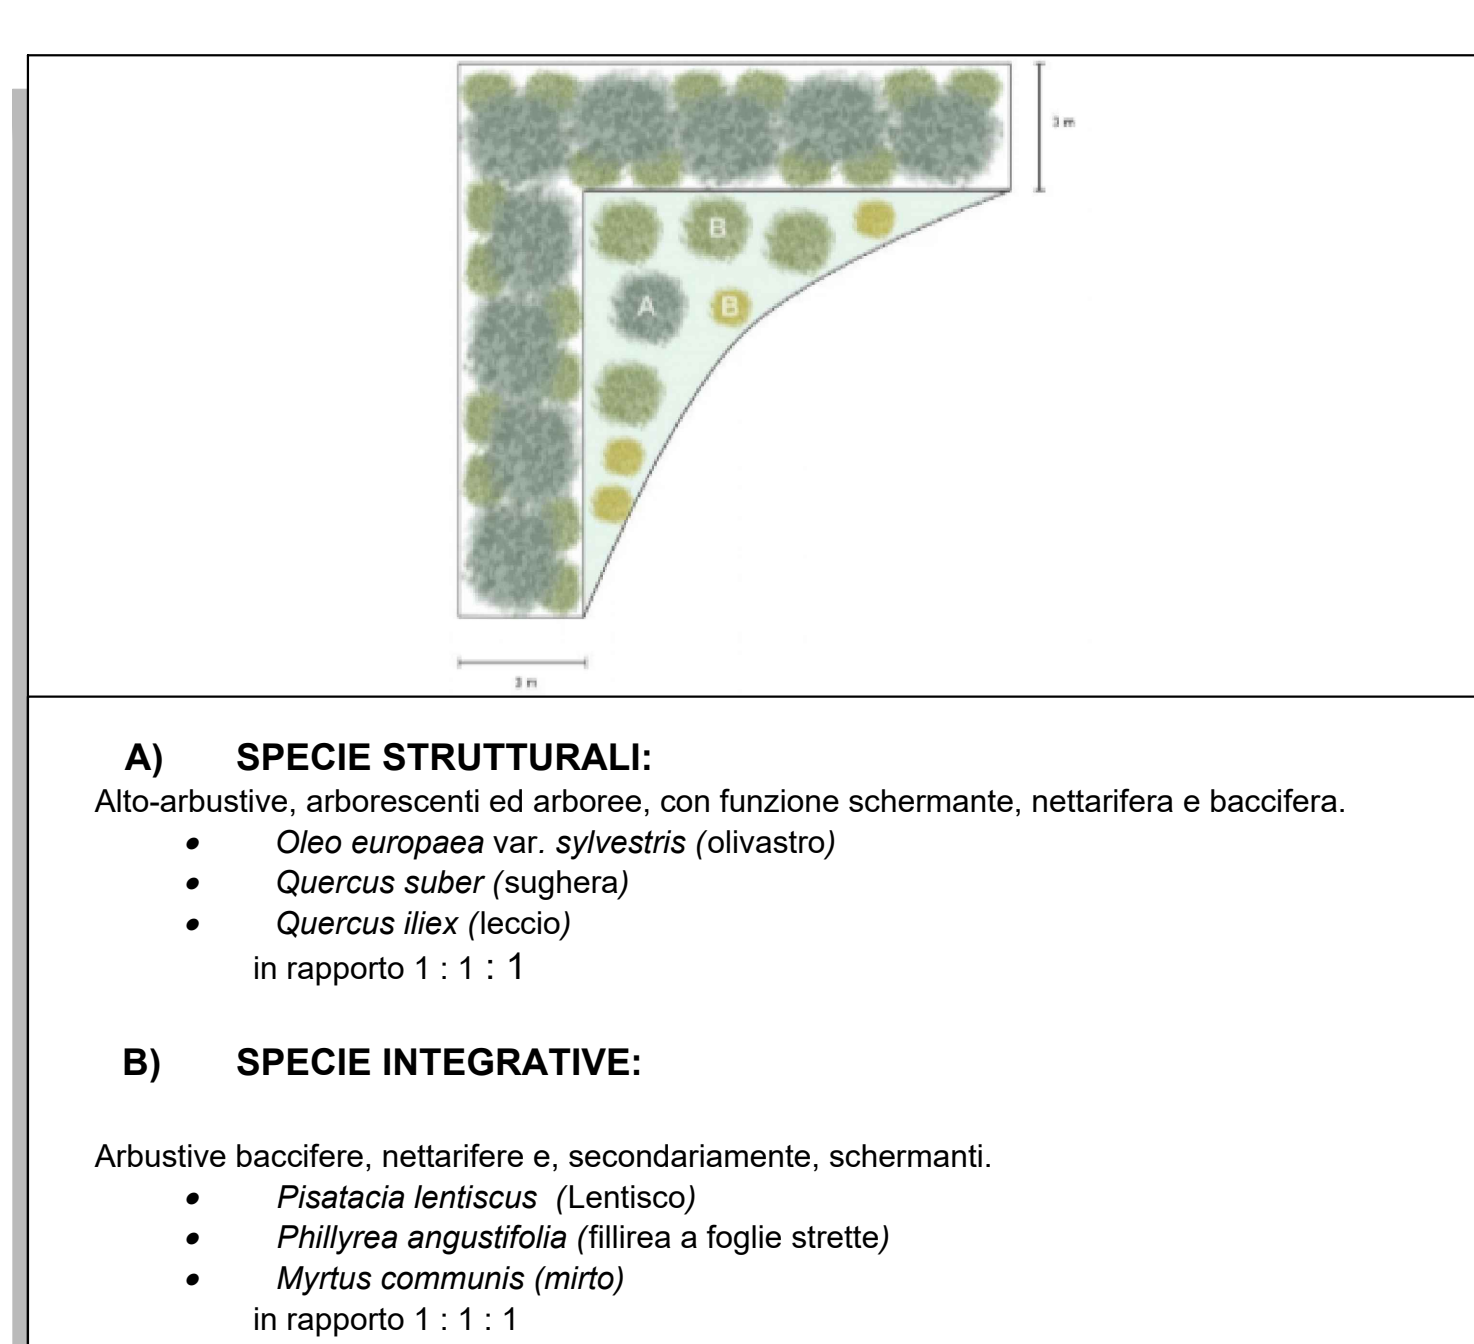 3 m
B
A B
3 m
A) SPECIE STRUTTURALI:
Alto-arbustive, arborescenti ed arboree, con funzione schermante, nettarifera e baccifera.
• Oleo europaea var. sylvestris (olivastro)
• Quercus suber (sughera)
• Quercus iliex (leccio)
in rapporto 1 : 1 : 1
B) SPECIE INTEGRATIVE:
Arbustive baccifere, nettarifere e, secondariamente, schermanti.
• Pisatacia lentiscus (Lentisco)
• Phillyrea angustifolia (fillirea a foglie strette)
• Myrtus communis (mirto)
in rapporto 1 : 1 : 1